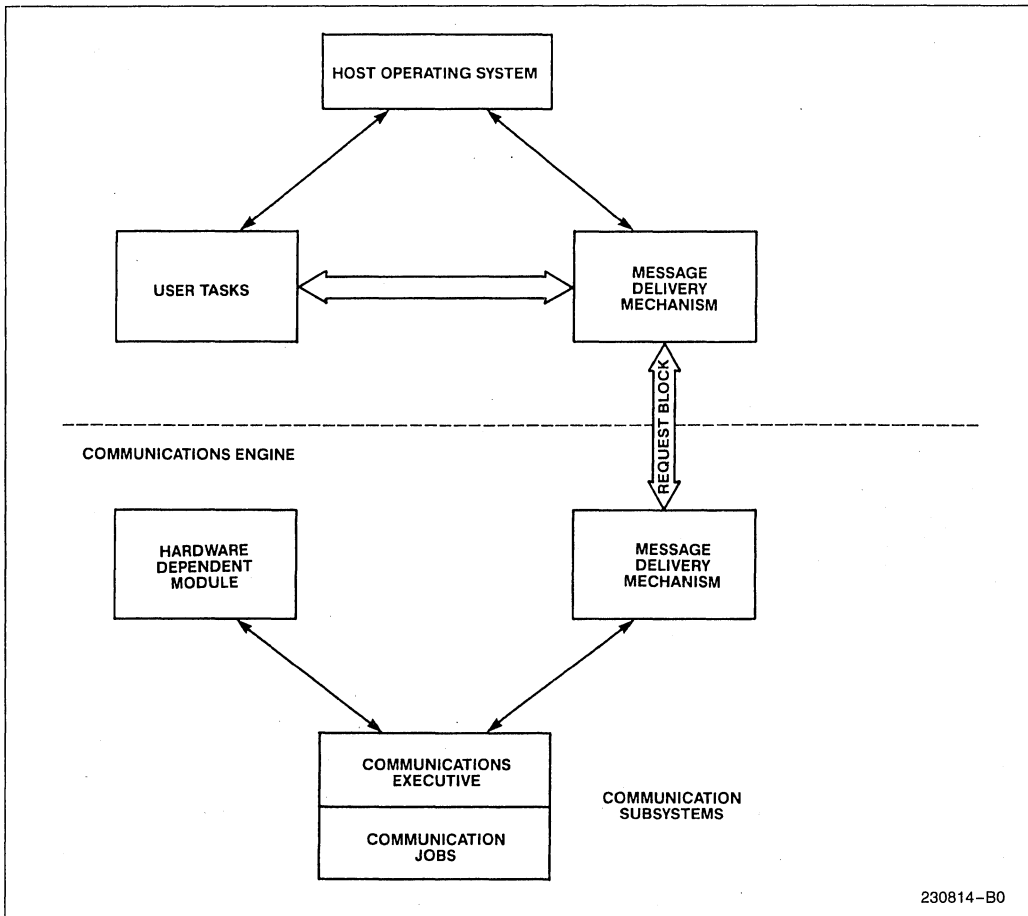 HOST OPERATING SYSTEM
USER TASKS
MESSAGE
DELIVERY
MECHANISM
REQUEST BLOCK
COMMUNICATIONS ENGINE
HARDWARE
DEPENDENT
MODULE
MESSAGE
DELIVERY
MECHANISM
COMMUNICATIONS
EXECUTIVE
COMMUNICATION
JOBS
COMMUNICATION
SUBSYSTEMS
230814–B0